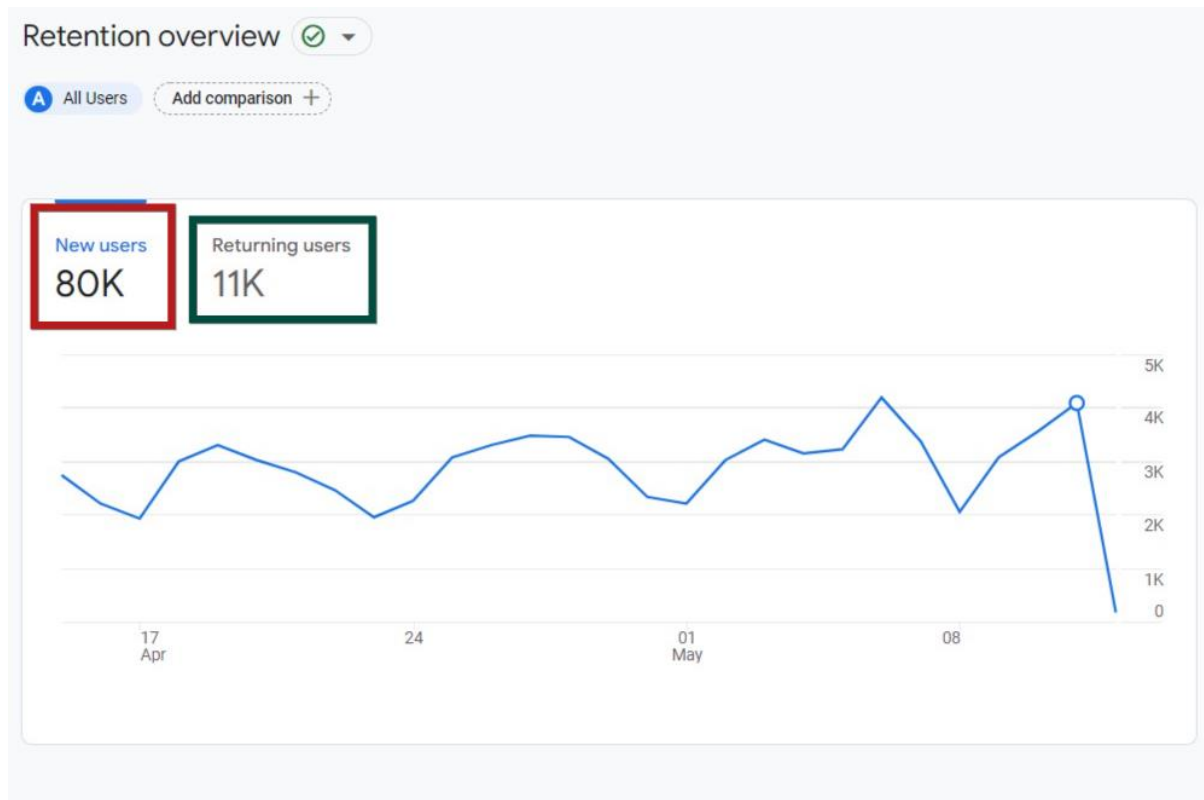 Retention overview
A All Users Add comparison +
New users Returning users
80K 11K
5K
4K
3K
2K
1K
0
17 24 01 08
Apr May